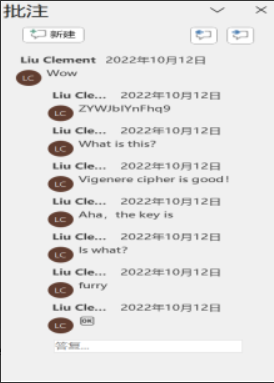 批注
新建
Liu Clement 2022年10月12日
LC
Wow
Liu Cle... 2022年10月12日
LC
ZYWJbIYnFhq9
Liu Cle... 2022年10月12日
LC
What is this?
Liu Cle... 2022年10月12日
LC
Vigenere cipher is good!
Liu Cle... 2022年10月12日
LC
Aha, the key is
Liu Cle... 2022年10月12日
LC
Is what?
Liu Cle... 2022年10月12日
LC
furry
Liu Cle... 2022年10月12日
LC
🆗
答复...